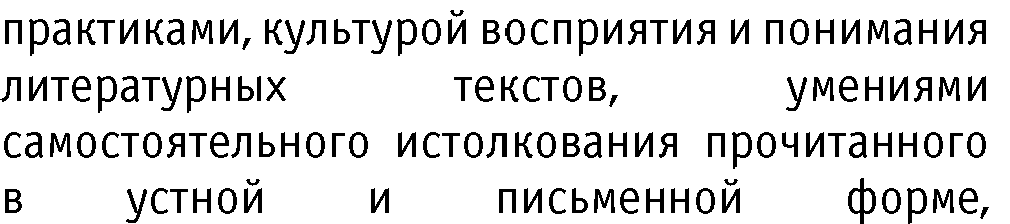 практиками, культурой восприятия и понимания
литературных текстов, умениями
самостоятельного истолкования прочитанного
в устной и письменной форме,